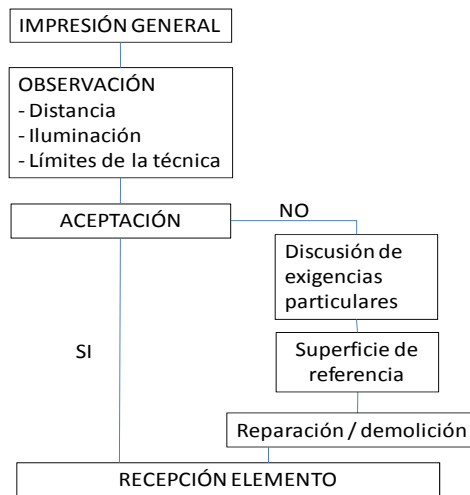 IMPRESIÓN GENERAL
OBSERVACIÓN
- Distancia
- Iluminación
- Límites de la técnica
ACEPTACIÓN
NO
Discusión de
exigencias
particulares
SI
Superficie de
referencia
Reparación / demolición
RECEPCIÓN ELEMENTO